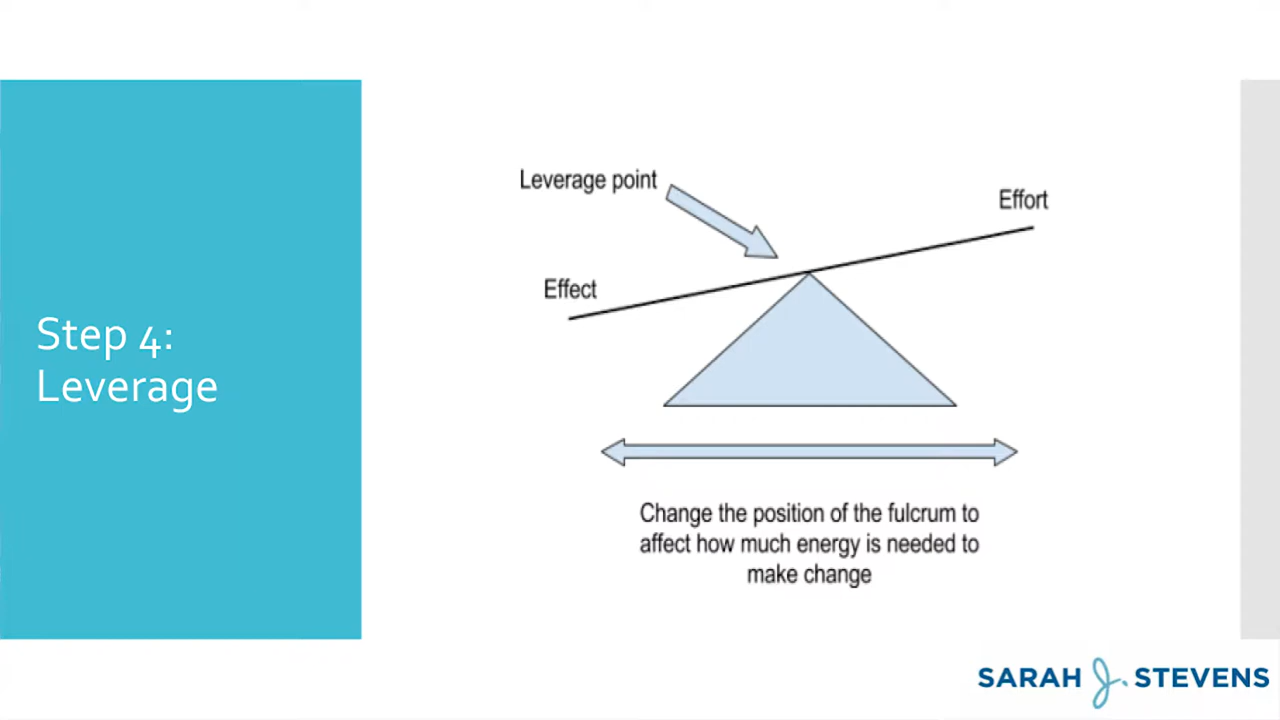 Step 4:
Leverage
Leverage point
Effort
Effect
Change the position of the fulcrum to
affect how much energy is needed to
make change
SARAH J. STEVENS